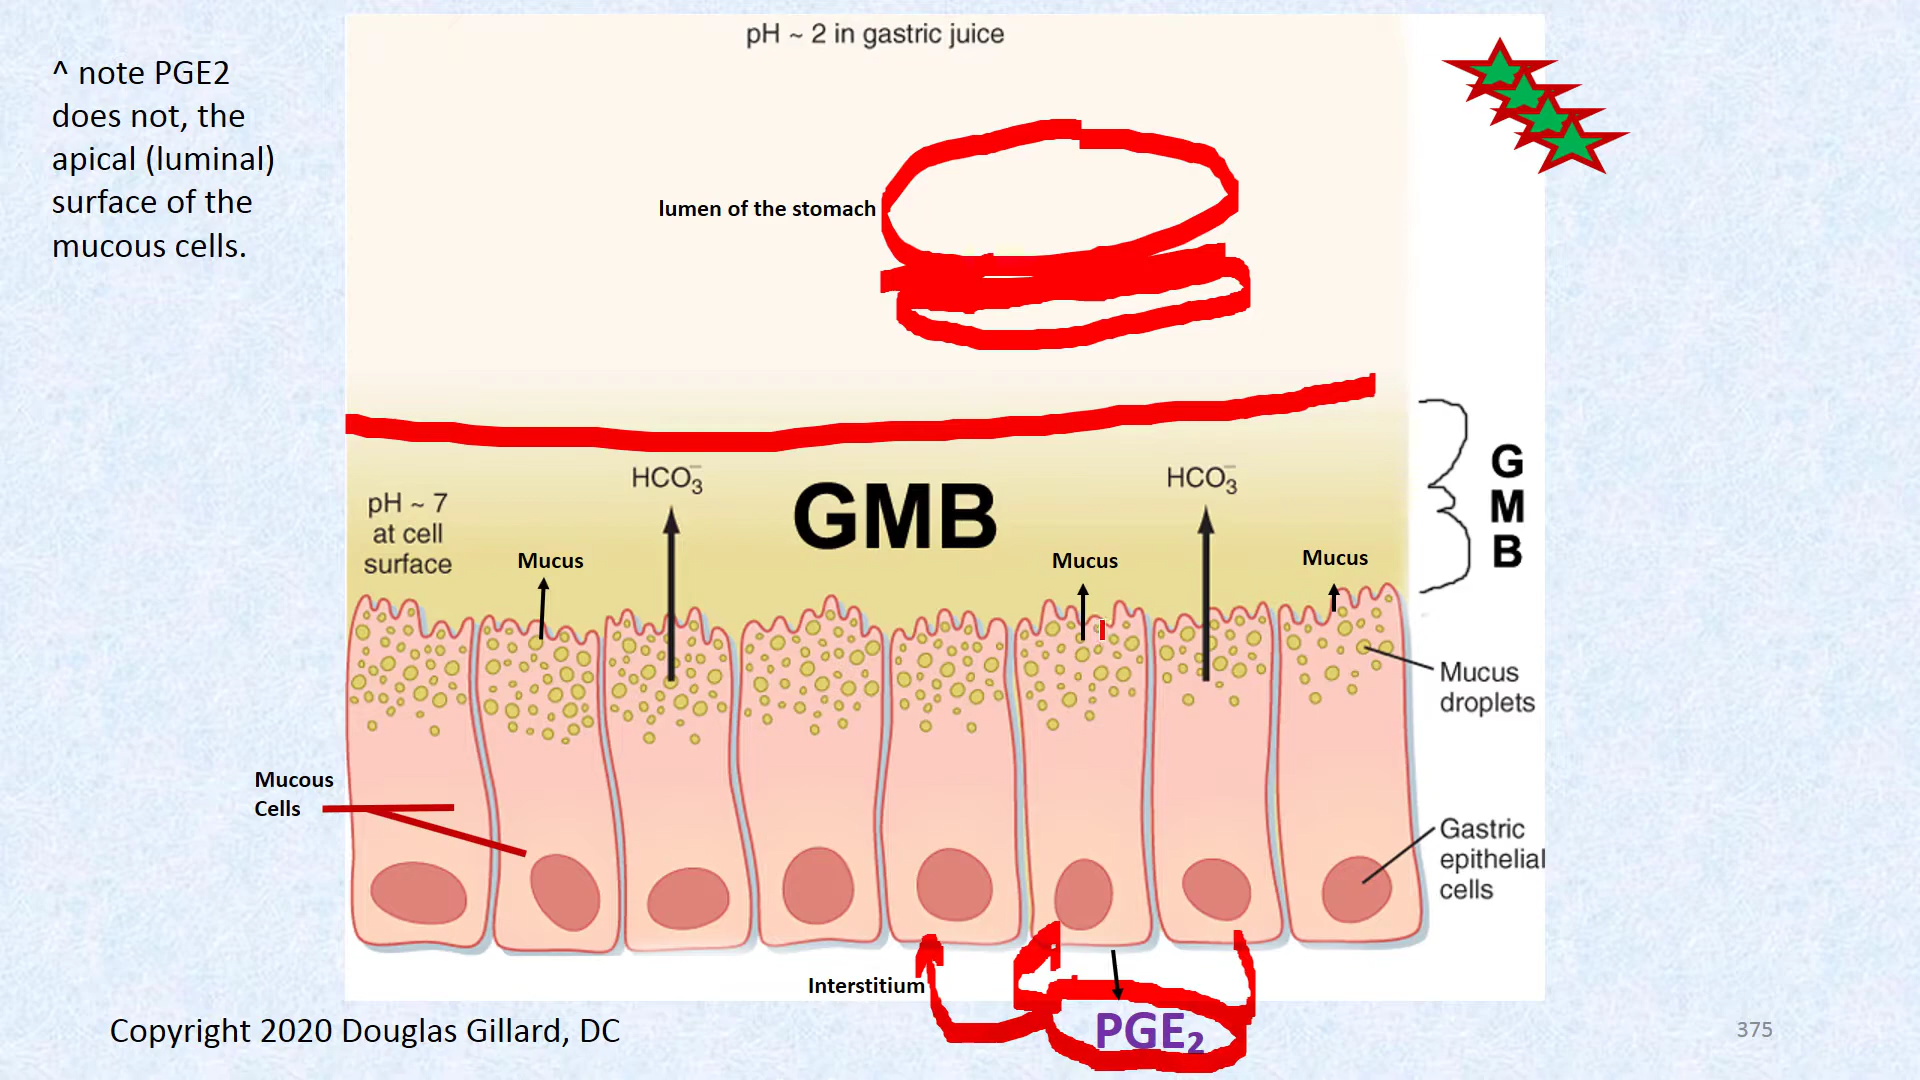 ^ note PGE2
does not, the
apical (luminal)
surface of the
mucous cells.
pH ~ 2 in gastric juice
lumen of the stomach
HCO₃⁻
HCO₃⁻
GMB
G
M
B
pH ~ 7
at cell
surface
Mucus
Mucus
Mucus
Mucus
droplets
Mucous
Cells
Gastric
epithelial
cells
Interstitium
PGE₂
Copyright 2020 Douglas Gillard, DC
375